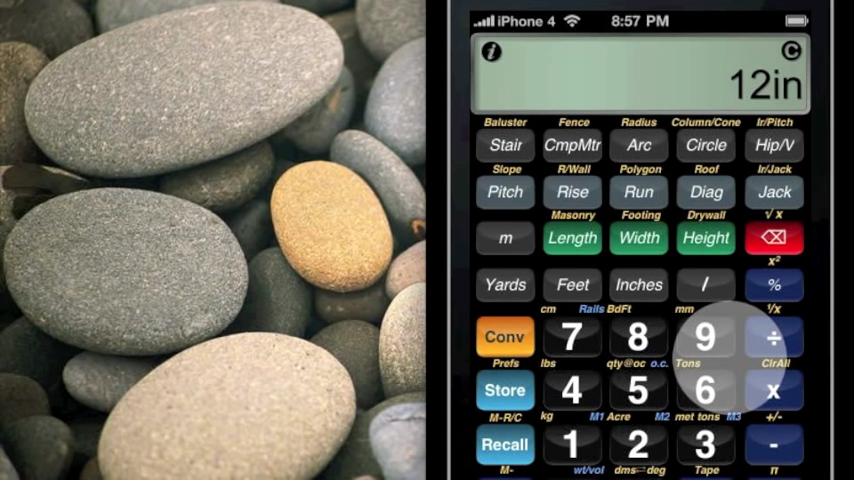 iPhone 4 8:57 PM
i C
12in
Baluster Fence Radius Column/Cone Ir/Pitch
Stair CmpMtr Arc Circle Hip/V
Slope R/Wall Polygon Roof Ir/Jack
Pitch Rise Run Diag Jack
Masonry Footing Drywall √x
m Length Width Height
x²
Yards Feet Inches / %
cm Rails BdFt mm ¹/x
Conv 7 8 9 ÷
Prefs lbs qty@oc o.c. Tons ClrAll
Store 4 5 6 x
M-R/C kg M1 Acre M2 met tons M3 +/-
Recall 1 2 3 -
M- wt/vol dms⇄deg Tape π